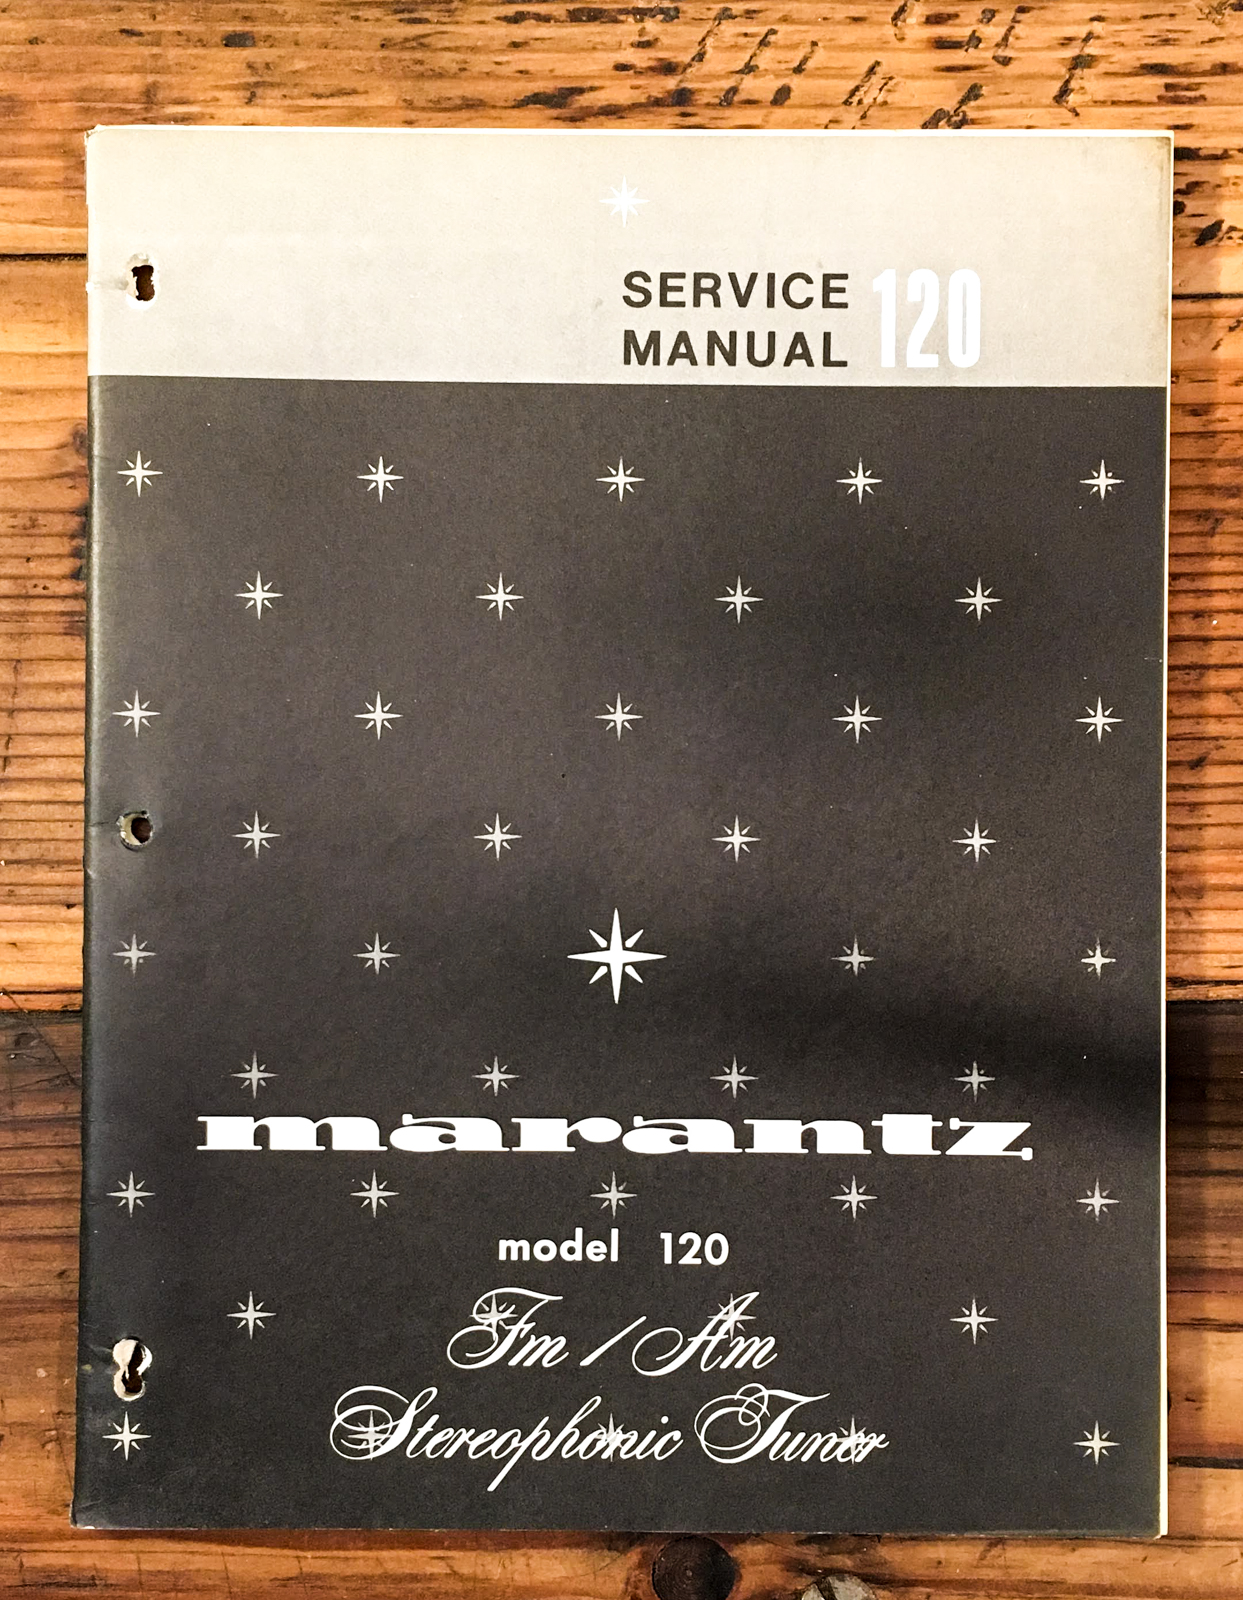 SERVICE 120
MANUAL
marantz
model 120
Fm / Am
Stereophonic Tuner